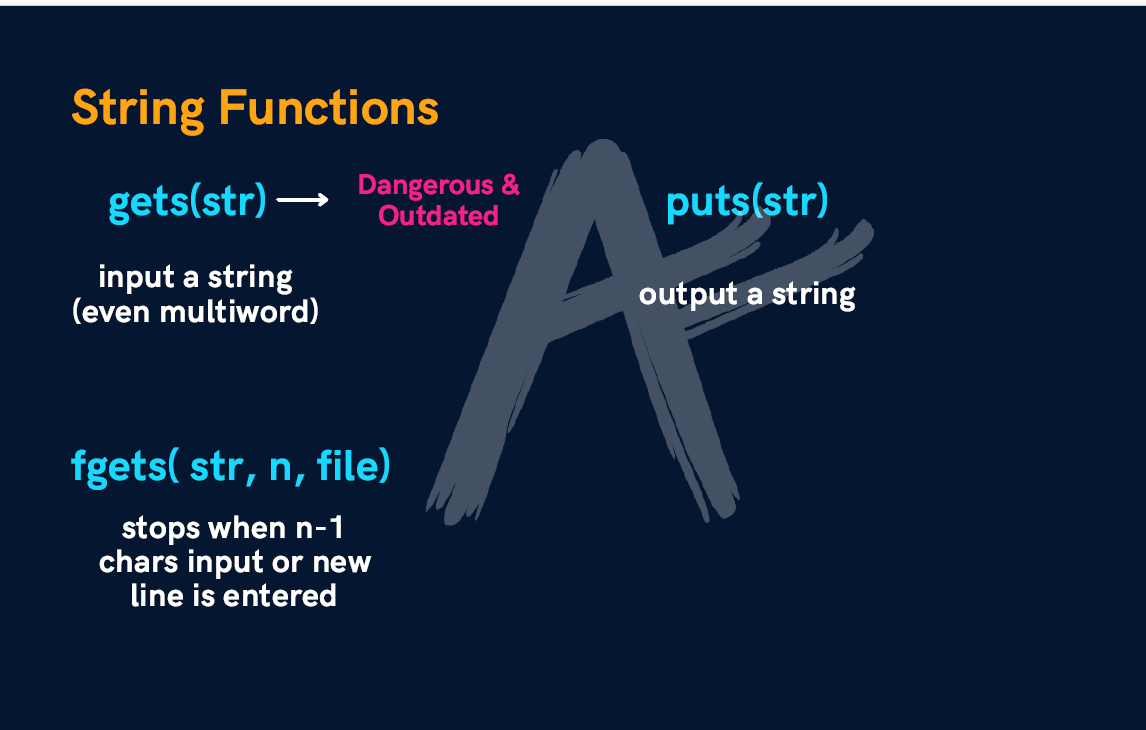 String Functions
gets(str)
Dangerous &
Outdated
input a string
(even multiword)
puts(str)
output a string
fgets( str, n, file)
stops when n-1
chars input or new
line is entered